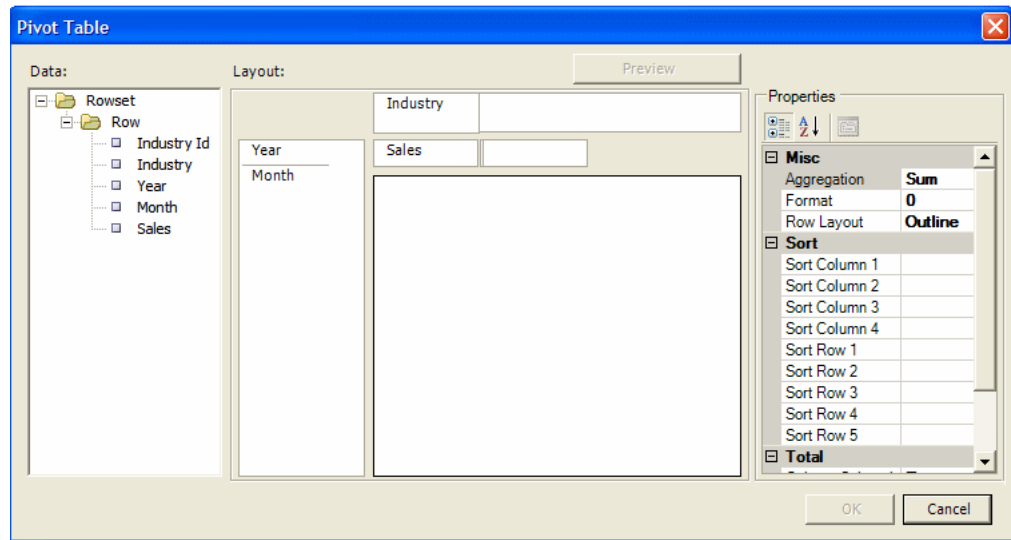 Pivot Table
Data:
Layout:
Preview
Rowset
Row
Industry Id
Industry
Year
Month
Sales
Industry
Sales
Year
Month
Properties
Misc
Aggregation Sum
Format 0
Row Layout Outline
Sort
Sort Column 1
Sort Column 2
Sort Column 3
Sort Column 4
Sort Row 1
Sort Row 2
Sort Row 3
Sort Row 4
Sort Row 5
Total
OK
Cancel